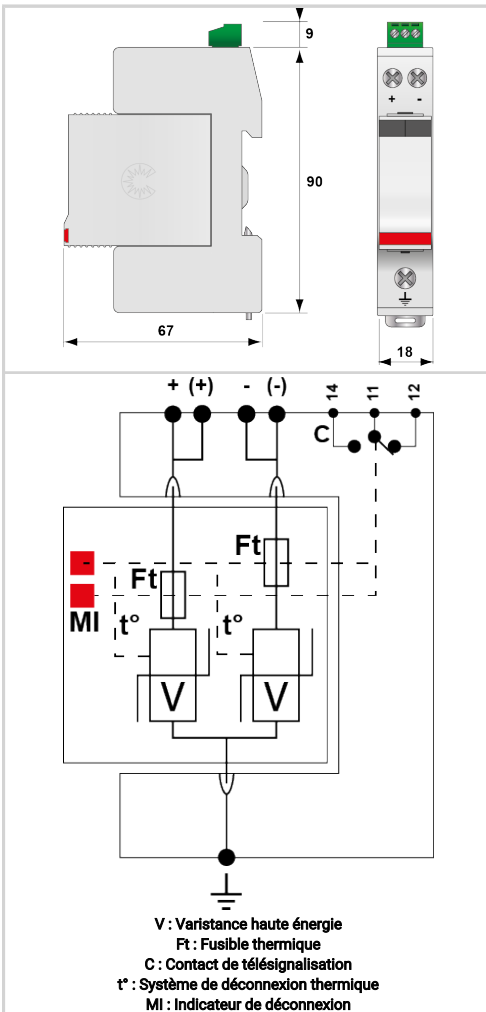 9
90
67
+ -
18
+ (+) - (-)
14 11 12
C
Ft
-
Ft
MI t° t°
V V
V : Varistance haute énergie
Ft : Fusible thermique
C : Contact de télésignalisation
t° : Système de déconnexion thermique
MI : Indicateur de déconnexion